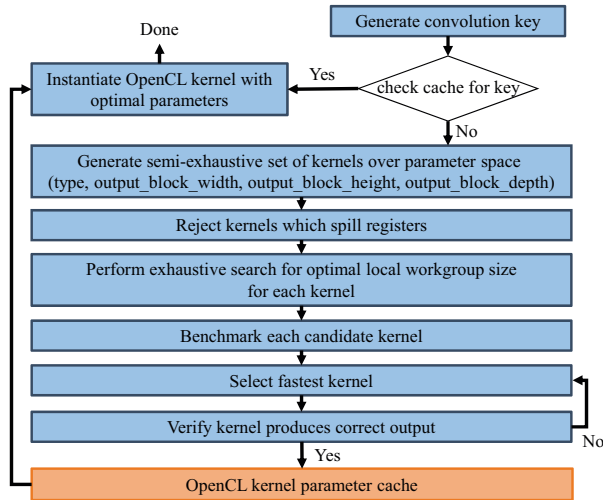 Generate convolution key
Done
Instantiate OpenCL kernel with
optimal parameters
Yes
check cache for key
No
Generate semi-exhaustive set of kernels over parameter space
(type, output_block_width, output_block_height, output_block_depth)
Reject kernels which spill registers
Perform exhaustive search for optimal local workgroup size
for each kernel
Benchmark each candidate kernel
Select fastest kernel
Verify kernel produces correct output
No
Yes
OpenCL kernel parameter cache